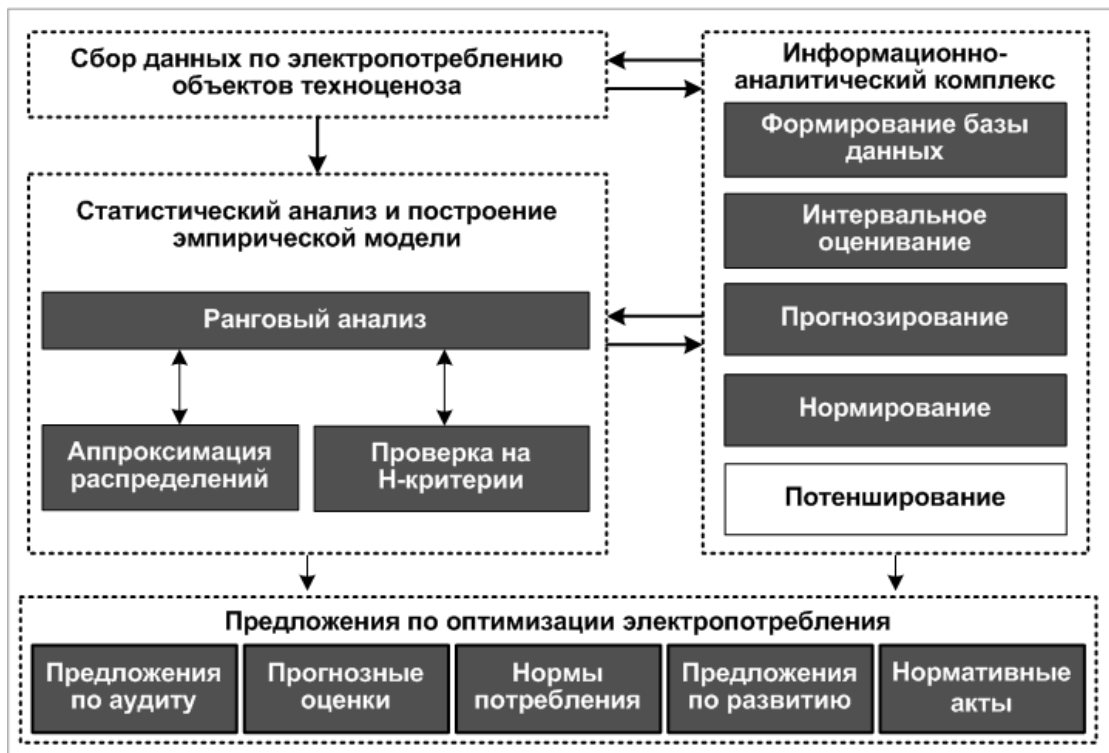 Сбор данных по электропотреблению
объектов техноценоза
Информационно-
аналитический комплекс
Формирование базы
данных
Интервальное
оценивание
Прогнозирование
Нормирование
Потенширование
Статистический анализ и построение
эмпирической модели
Ранговый анализ
Аппроксимация
распределений
Проверка на
Н-критерии
Предложения по оптимизации электропотребления
Предложения
по аудиту
Прогнозные
оценки
Нормы
потребления
Предложения
по развитию
Нормативные
акты